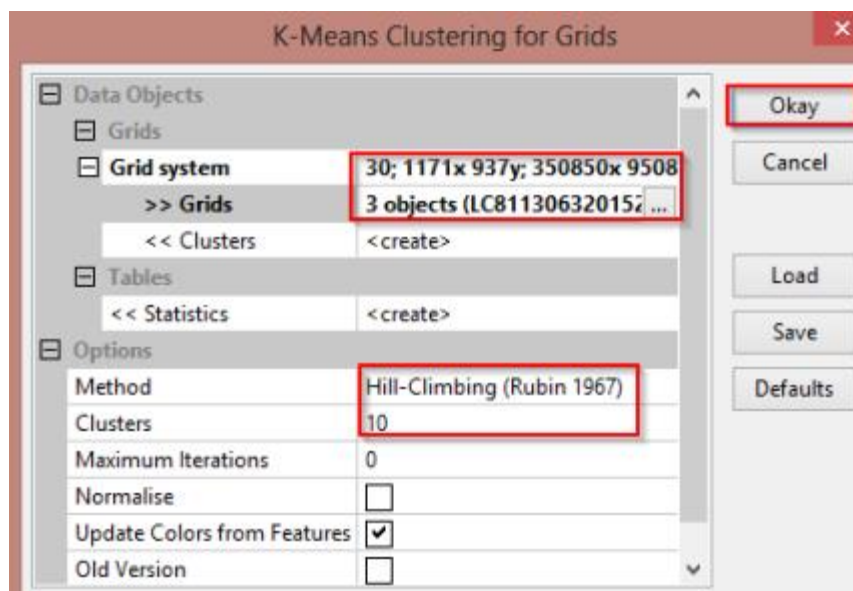 K-Means Clustering for Grids
Data Objects
Grids
Grid system 30; 1171x 937y; 350850x 9508
>> Grids 3 objects (LC811306320152 ...
<< Clusters <create>
Tables
<< Statistics <create>
Options
Method Hill-Climbing (Rubin 1967)
Clusters 10
Maximum Iterations 0
Normalise
Update Colors from Features
Old Version
Okay
Cancel
Load
Save
Defaults